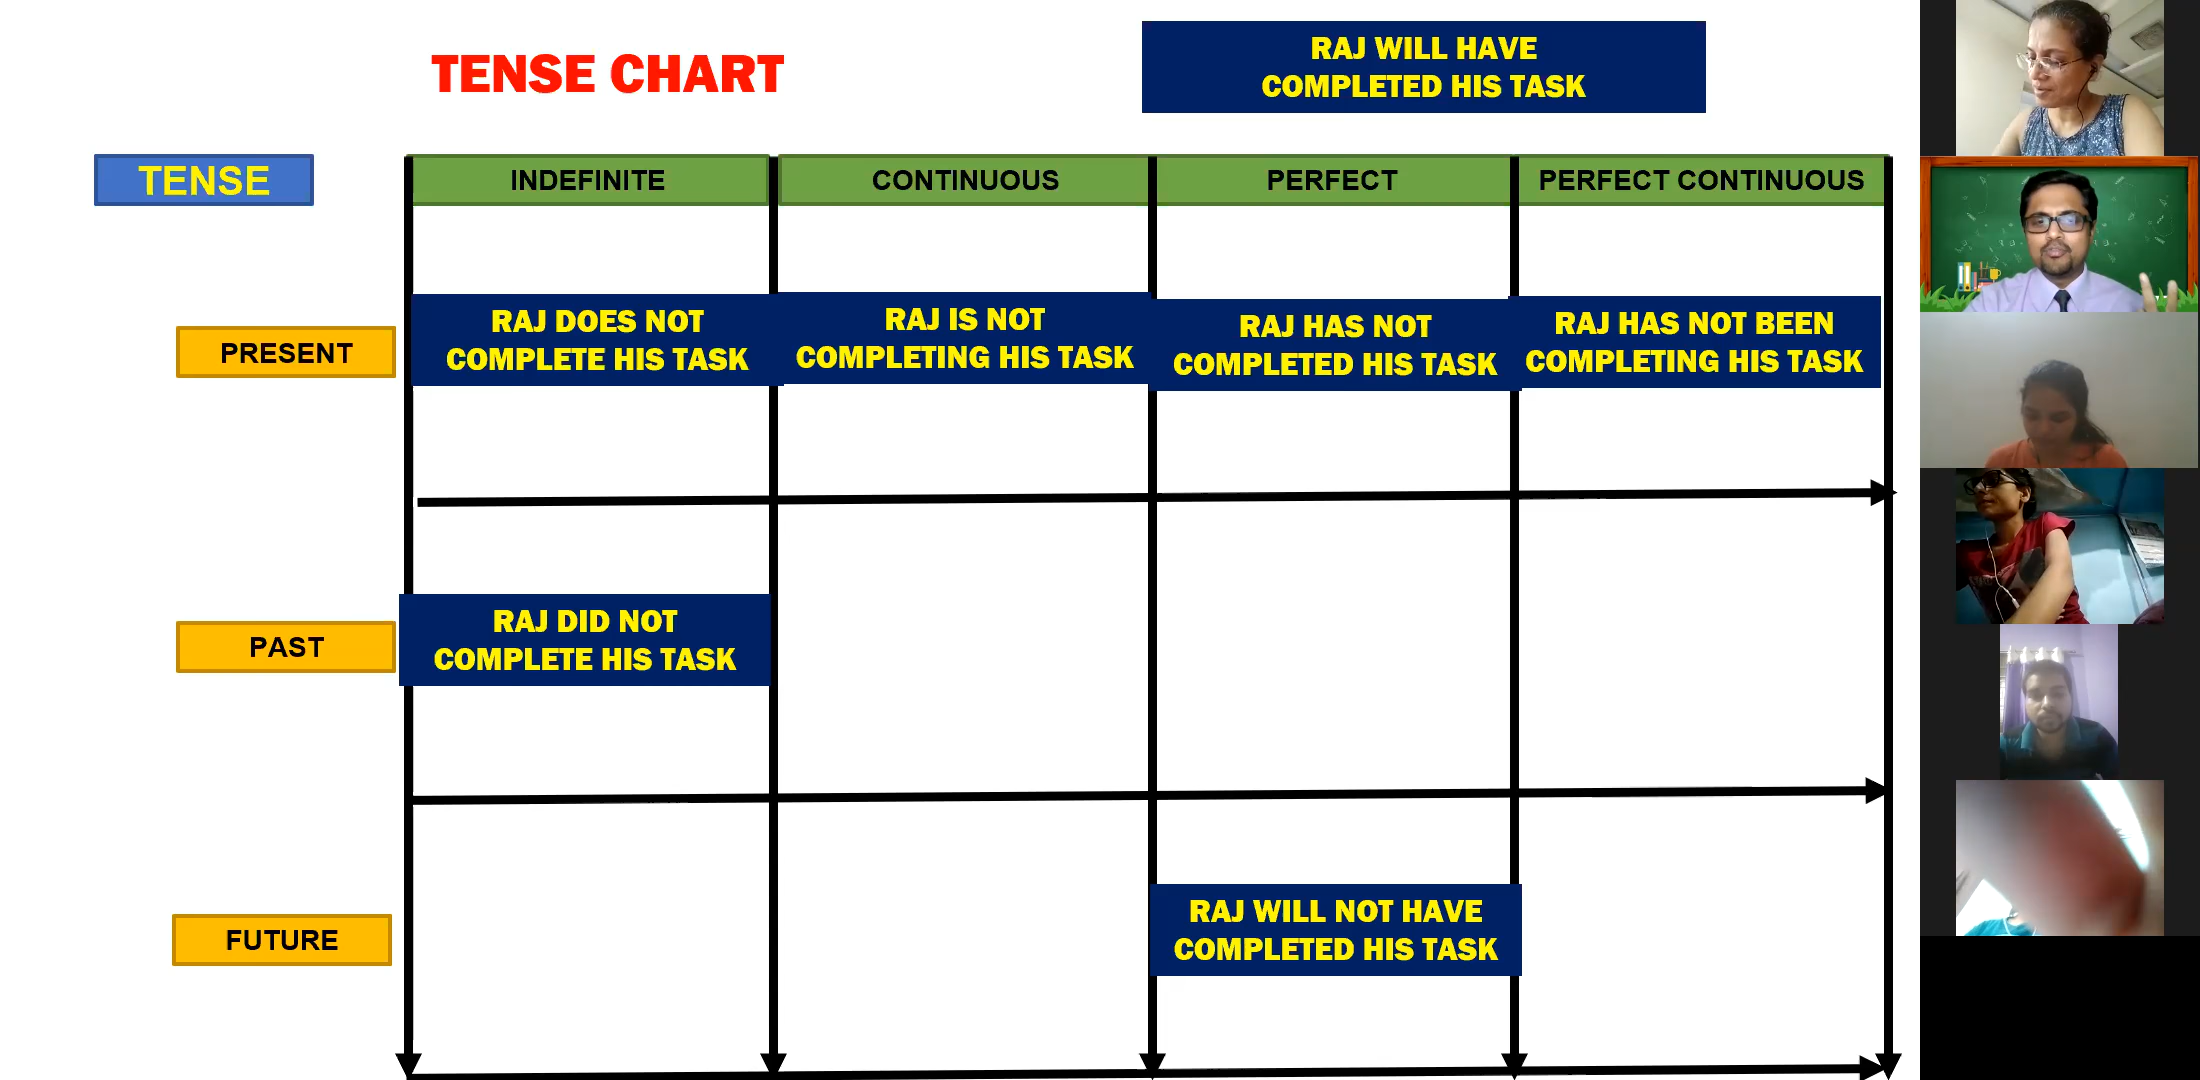 TENSE CHART
RAJ WILL HAVE
COMPLETED HIS TASK
TENSE
INDEFINITE
CONTINUOUS
PERFECT
PERFECT CONTINUOUS
PRESENT
RAJ DOES NOT
COMPLETE HIS TASK
RAJ IS NOT
COMPLETING HIS TASK
RAJ HAS NOT
COMPLETED HIS TASK
RAJ HAS NOT BEEN
COMPLETING HIS TASK
PAST
RAJ DID NOT
COMPLETE HIS TASK
FUTURE
RAJ WILL NOT HAVE
COMPLETED HIS TASK